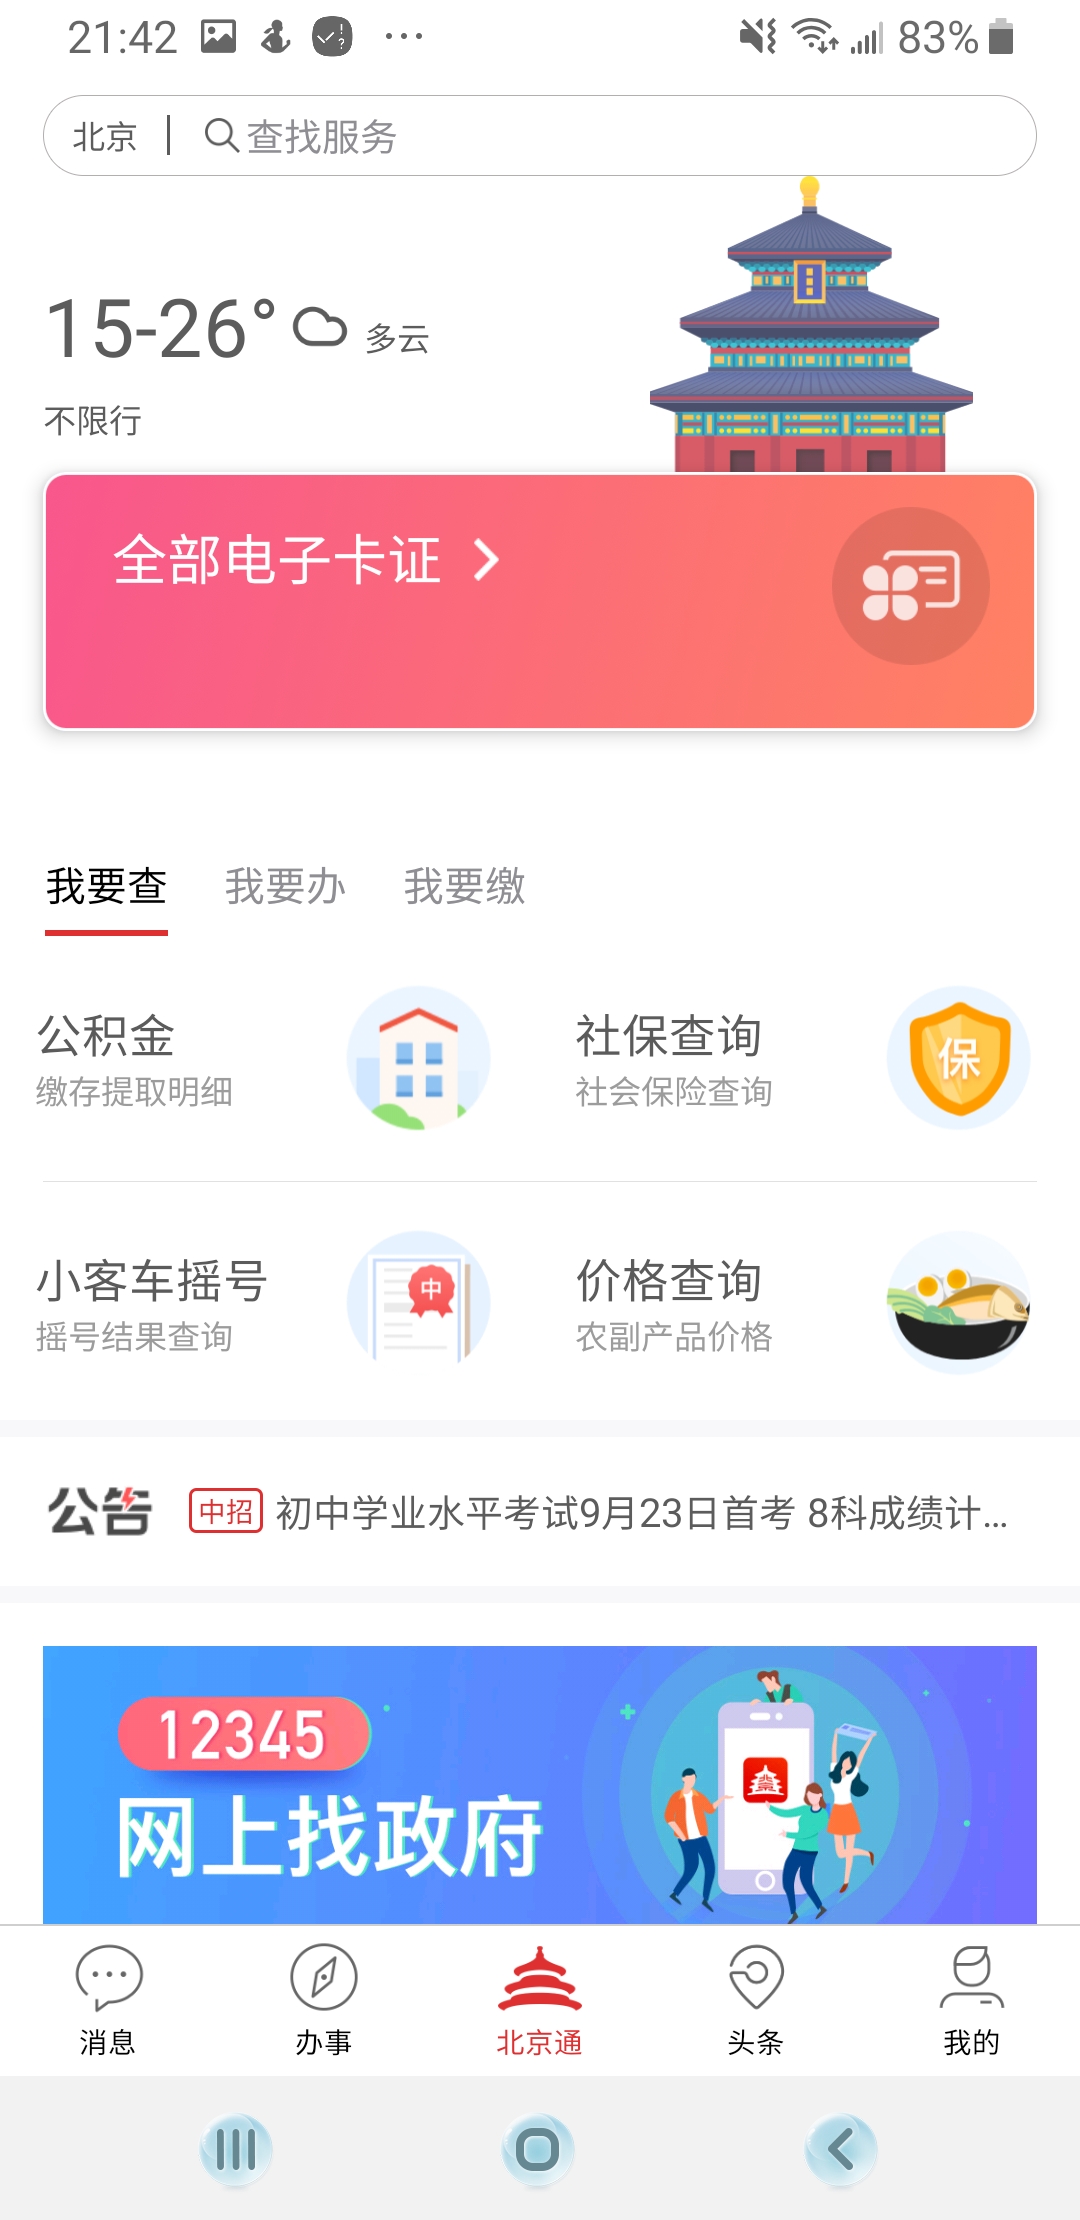 21:42 83%
北京 查找服务
15-26° 多云
不限行
全部电子卡证
我要查 我要办 我要缴
公积金
缴存提取明细
社保查询
社会保险查询
保
小客车摇号
摇号结果查询
中
价格查询
农副产品价格
公告 中招 初中学业水平考试9月23日首考 8科成绩计...
12345
网上找政府
消息 办事 北京通 头条 我的